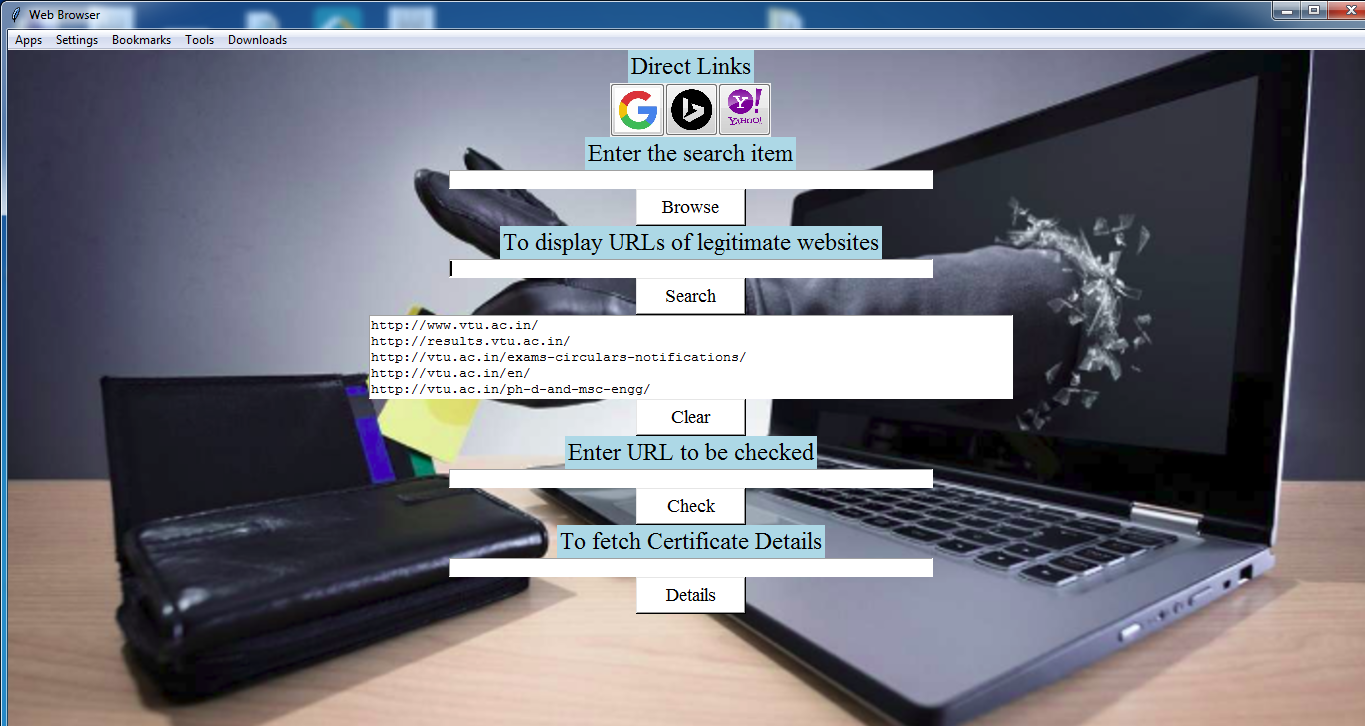 Web Browser
Apps Settings Bookmarks Tools Downloads
Direct Links
G b Y! YAHOO!
Enter the search item
Browse
To display URLs of legitimate websites
Search
http://www.vtu.ac.in/
http://results.vtu.ac.in/
http://vtu.ac.in/exams-circulars-notifications/
http://vtu.ac.in/en/
http://vtu.ac.in/ph-d-and-msc-engg/
Clear
Enter URL to be checked
Check
To fetch Certificate Details
Details